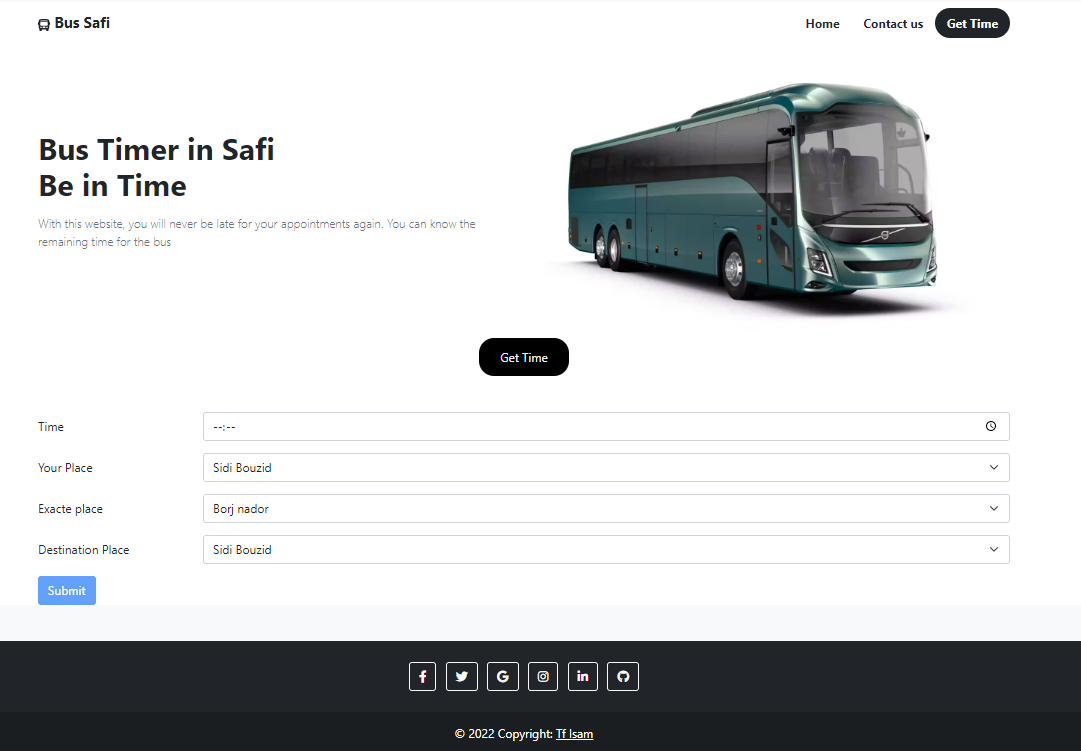 Bus Safi
Home
Contact us
Get Time
Bus Timer in Safi
Be in Time
With this website, you will never be late for your appointments again. You can know the
remaining time for the bus
Get Time
Time
--:--
Your Place
Sidi Bouzid
Exacte place
Borj nador
Destination Place
Sidi Bouzid
Submit
© 2022 Copyright: Tf Isam